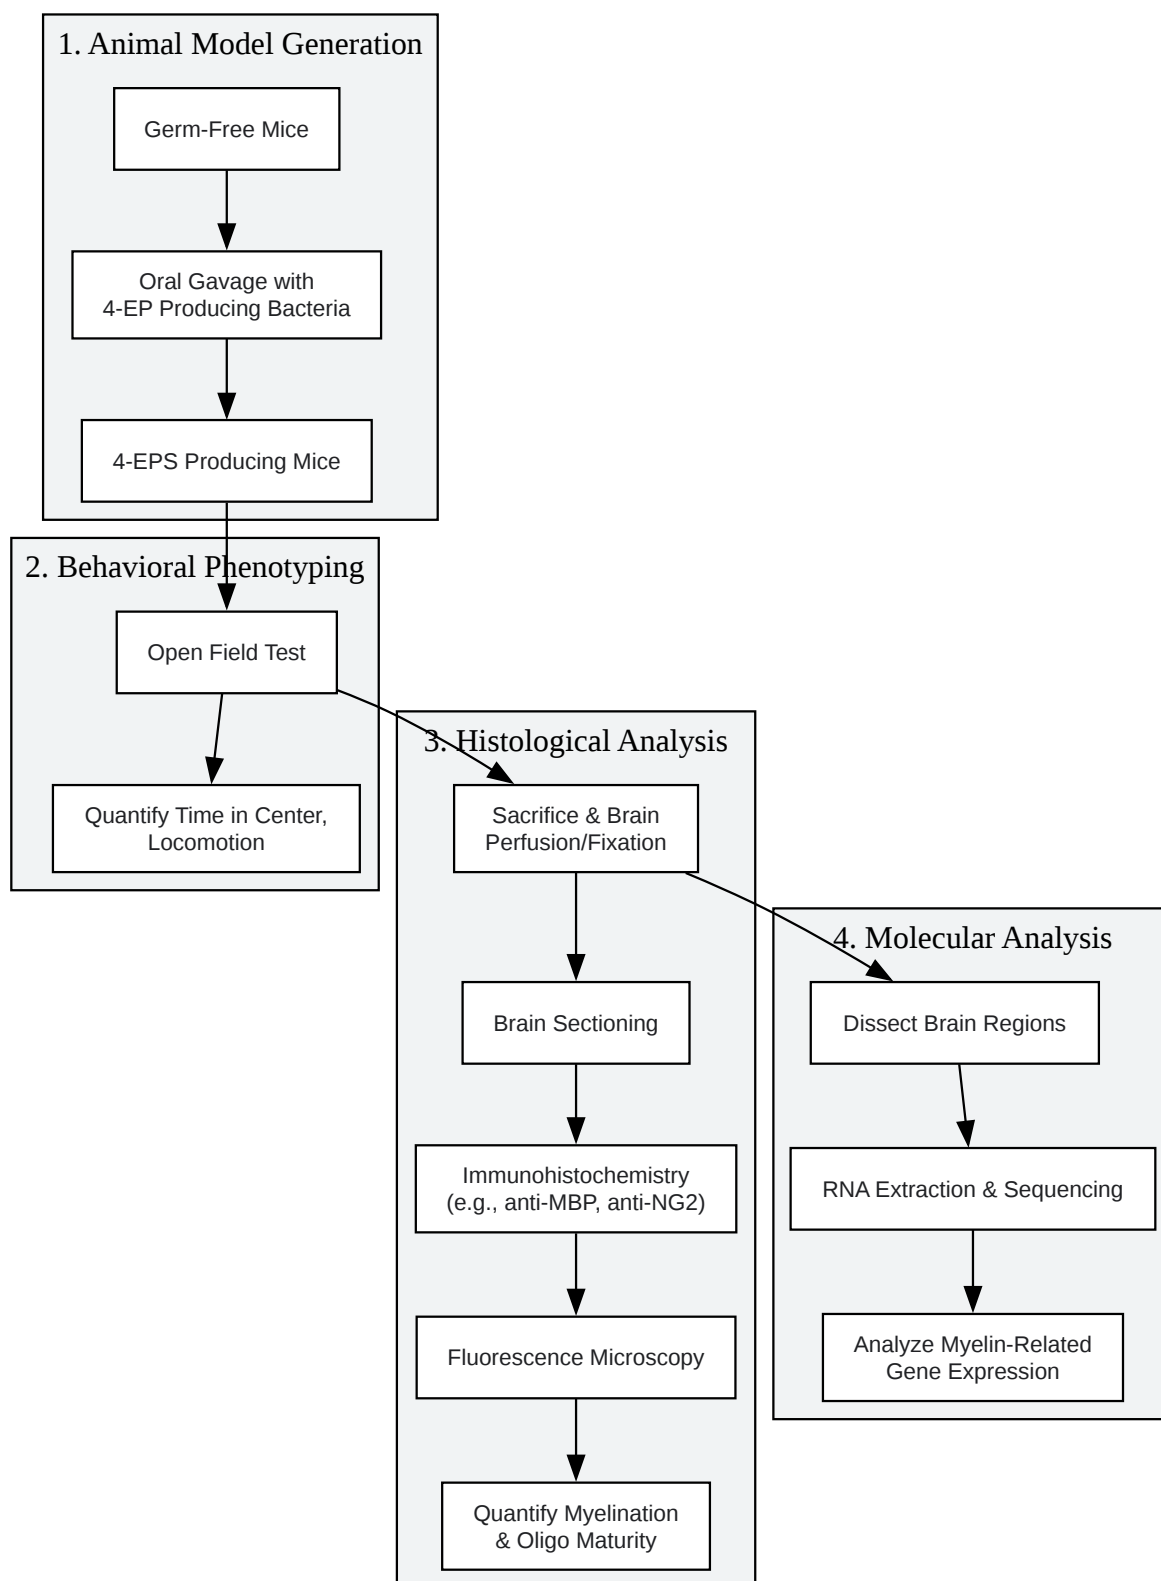 1. Animal Model Generation
Germ-Free Mice
Oral Gavage with
4-EP Producing Bacteria
4-EPS Producing Mice
2. Behavioral Phenotyping
Open Field Test
Quantify Time in Center,
Locomotion
3. Histological Analysis
Sacrifice & Brain
Perfusion/Fixation
Brain Sectioning
Immunohistochemistry
(e.g., anti-MBP, anti-NG2)
Fluorescence Microscopy
Quantify Myelination
& Oligo Maturity
4. Molecular Analysis
Dissect Brain Regions
RNA Extraction & Sequencing
Analyze Myelin-Related
Gene Expression